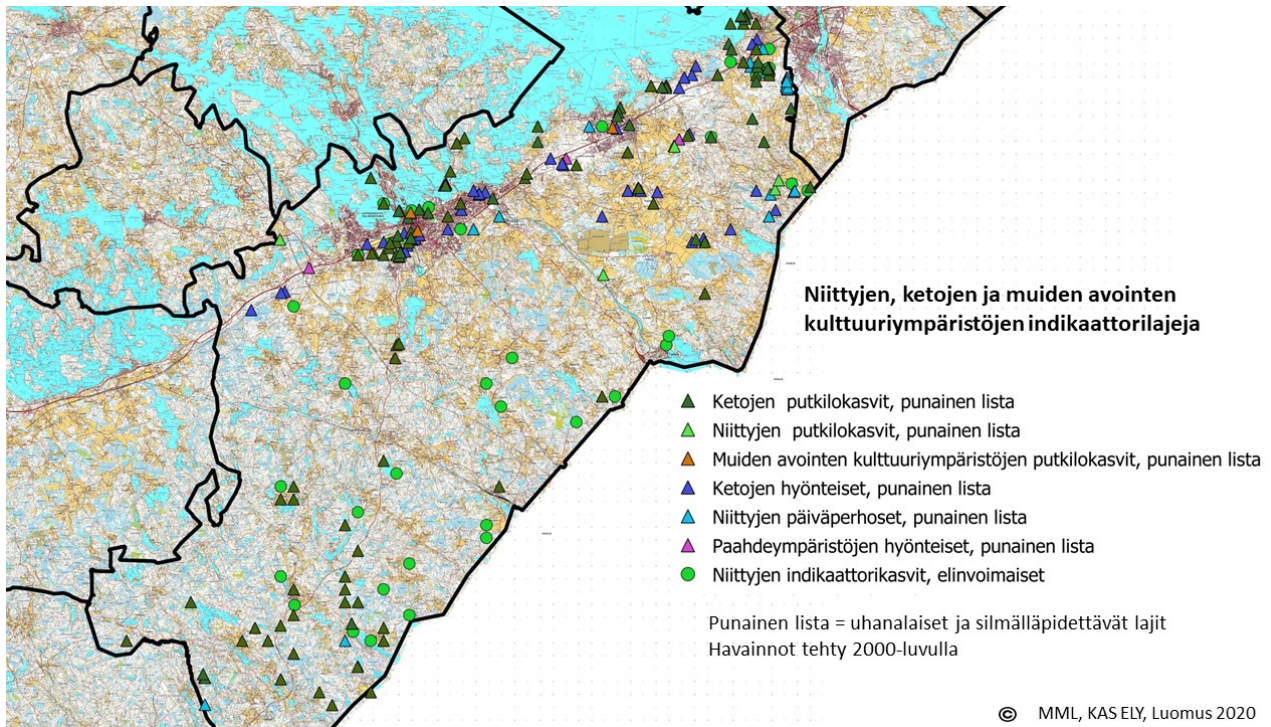 Niittyjen, ketojen ja muiden avointen
kulttuuriympäristöjen indikaattorilajeja
Ketojen putkilokasvit, punainen lista
Niittyjen putkilokasvit, punainen lista
Muiden avointen kulttuuriympäristöjen putkilokasvit, punainen lista
Ketojen hyönteiset, punainen lista
Niittyjen päiväperhoset, punainen lista
Paahdeympäristöjen hyönteiset, punainen lista
Niittyjen indikaattorikasvit, elinvoimaiset
Punainen lista = uhanalaiset ja silmälläpidettävät lajit
Havainnot tehty 2000-luvulla
© MML, KAS ELY, Luomus 2020